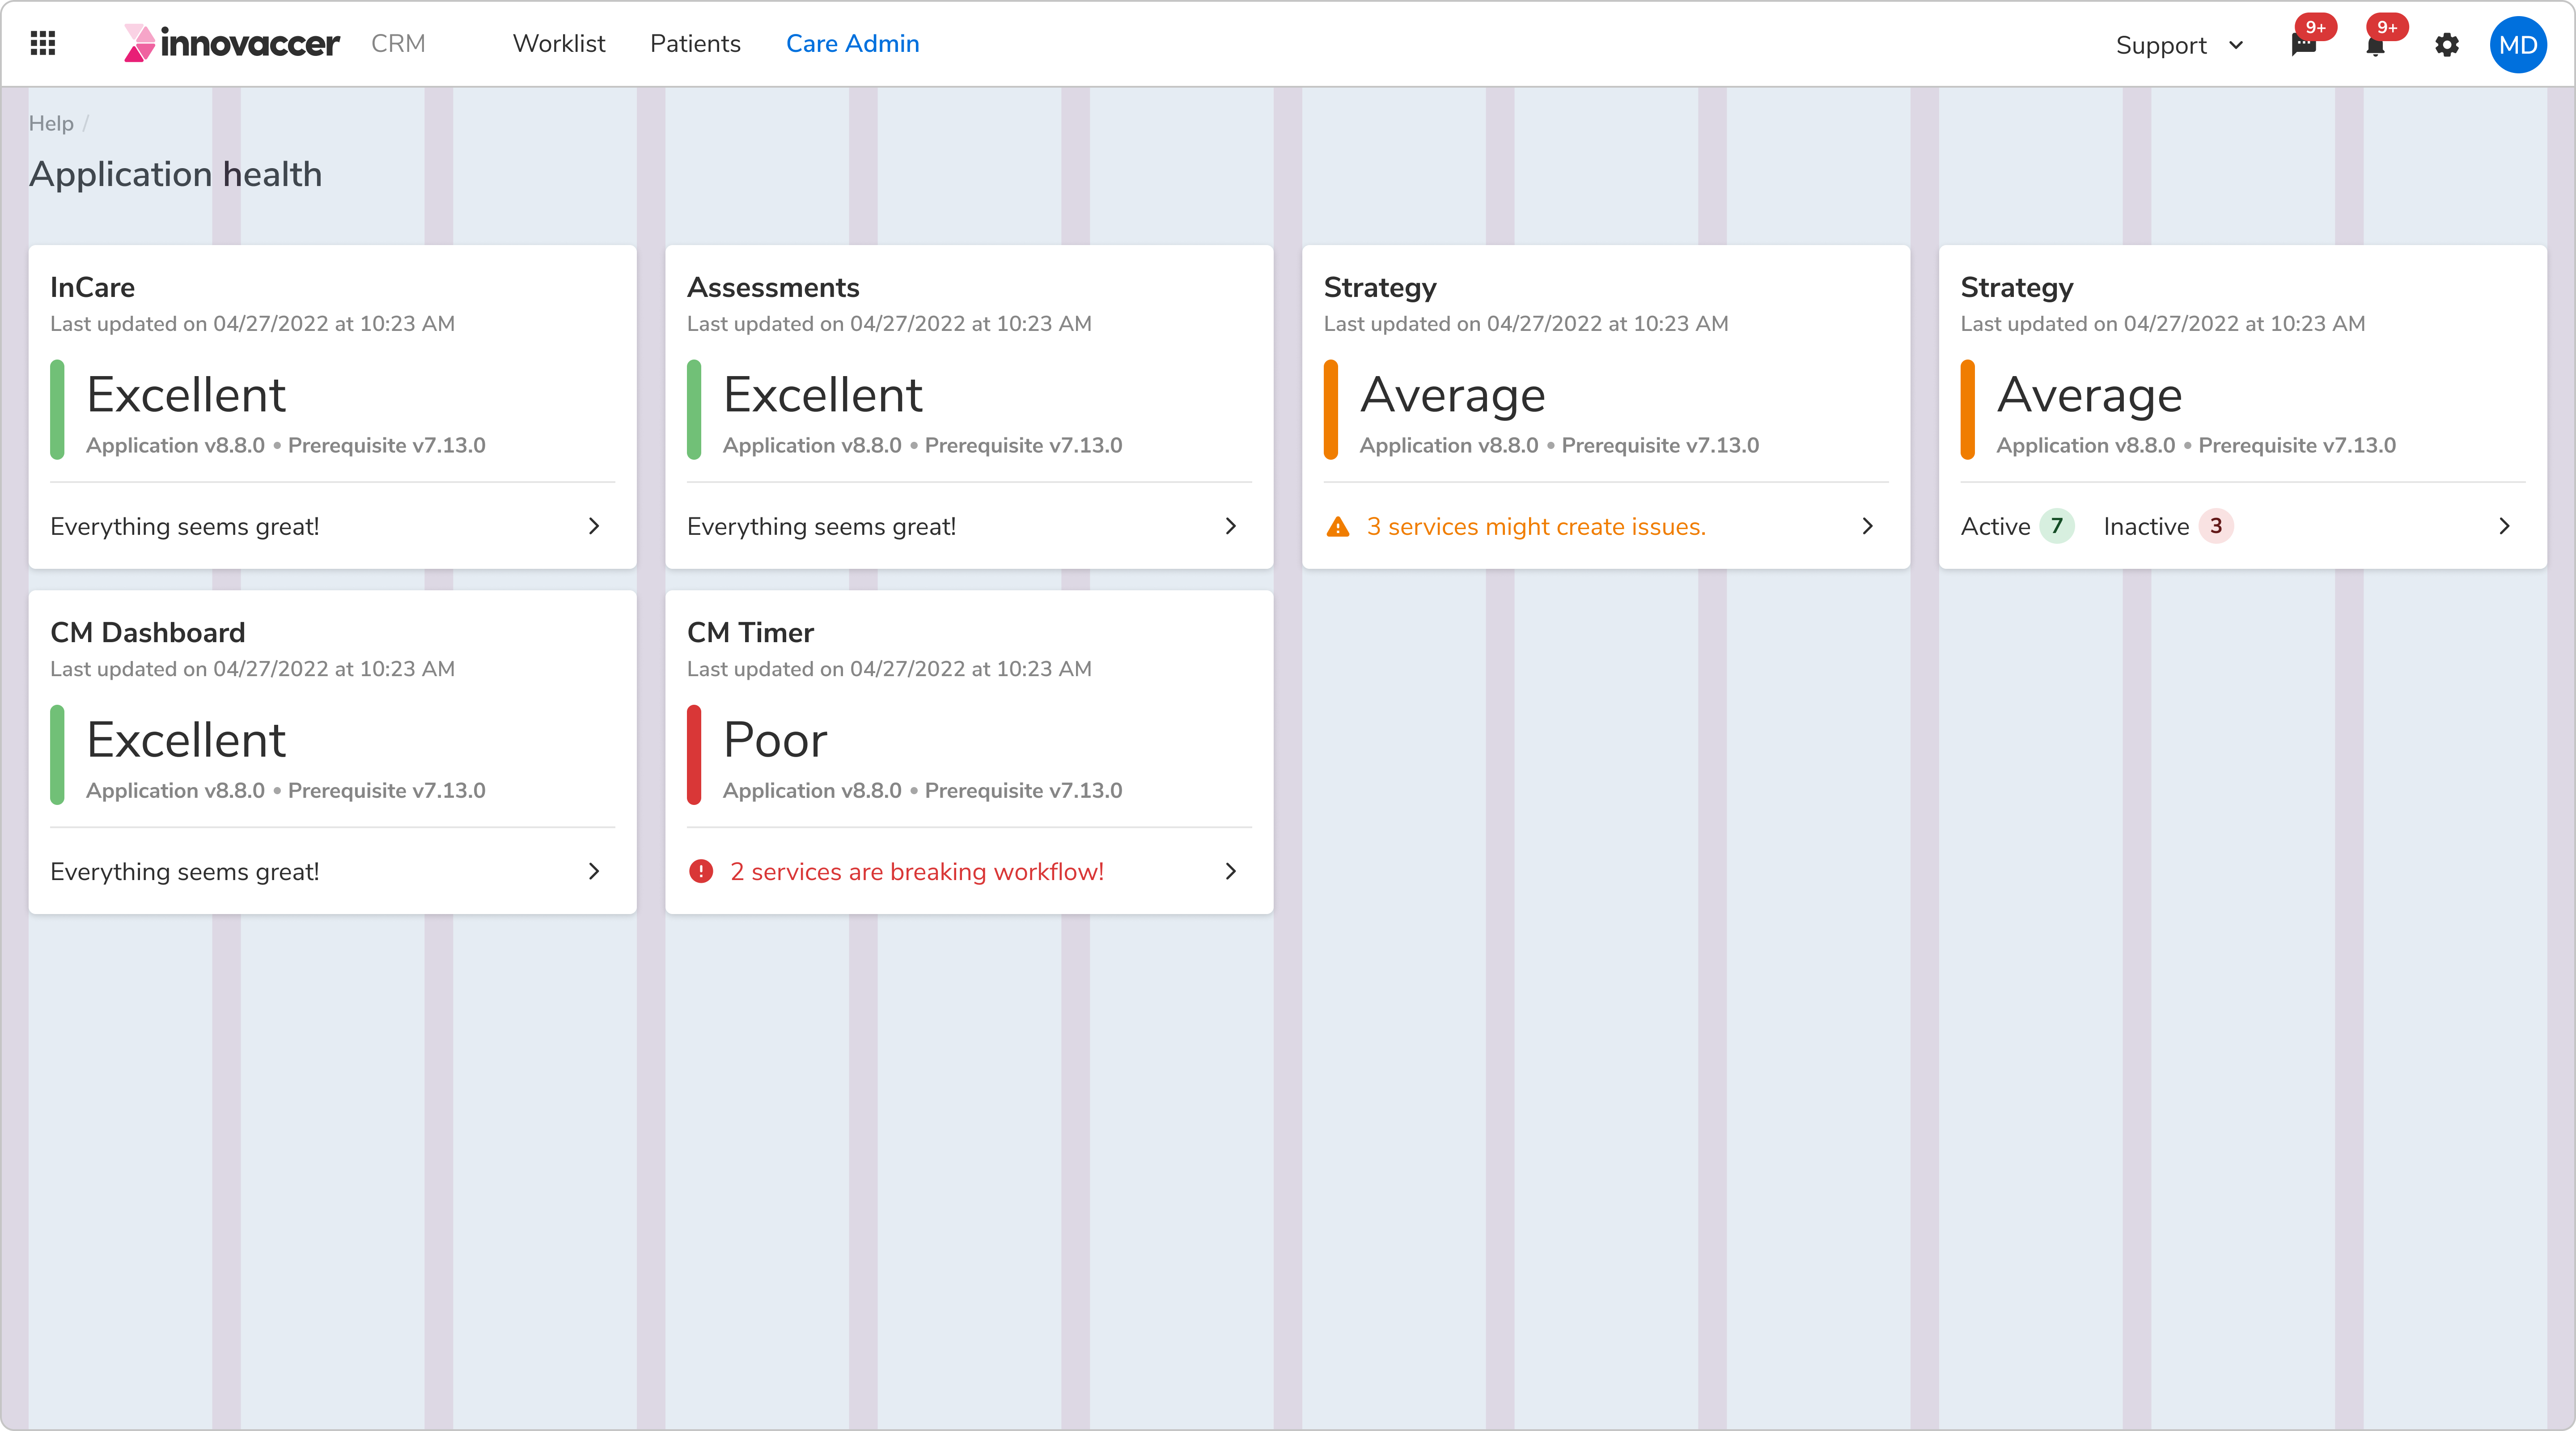 innovaccer CRM Worklist Patients Care Admin Support 9+ 9+ MD
Help /
Application health
InCare
Last updated on 04/27/2022 at 10:23 AM
Excellent
Application v8.8.0 • Prerequisite v7.13.0
Everything seems great!
Assessments
Last updated on 04/27/2022 at 10:23 AM
Excellent
Application v8.8.0 • Prerequisite v7.13.0
Everything seems great!
Strategy
Last updated on 04/27/2022 at 10:23 AM
Average
Application v8.8.0 • Prerequisite v7.13.0
3 services might create issues.
Strategy
Last updated on 04/27/2022 at 10:23 AM
Average
Application v8.8.0 • Prerequisite v7.13.0
Active 7 Inactive 3
CM Dashboard
Last updated on 04/27/2022 at 10:23 AM
Excellent
Application v8.8.0 • Prerequisite v7.13.0
Everything seems great!
CM Timer
Last updated on 04/27/2022 at 10:23 AM
Poor
Application v8.8.0 • Prerequisite v7.13.0
2 services are breaking workflow!